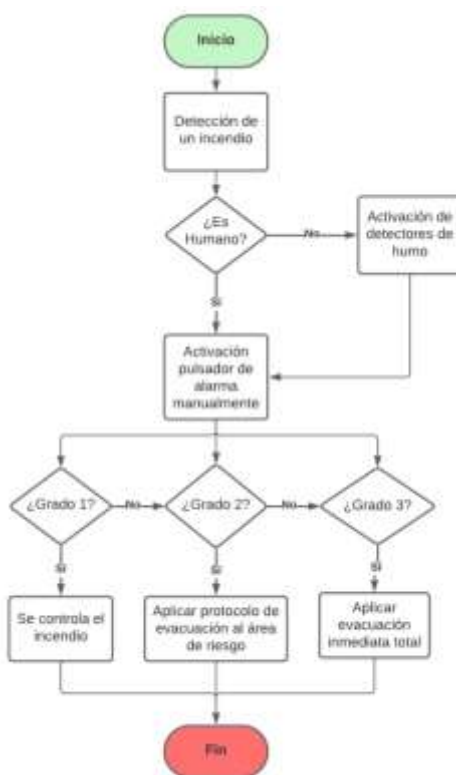 Inicio
Detección de
un incendio
¿Es
Humano?
No
Activación de
detectores de
humo
Si
Activación
pulsador de
alarma
manualmente
¿Grado 1?
No
¿Grado 2?
No
¿Grado 3?
Si
Si
Si
Se controla el
incendio
Aplicar protocolo de
evacuación al área
de riesgo
Aplicar
evacuación
inmediata total
Fin